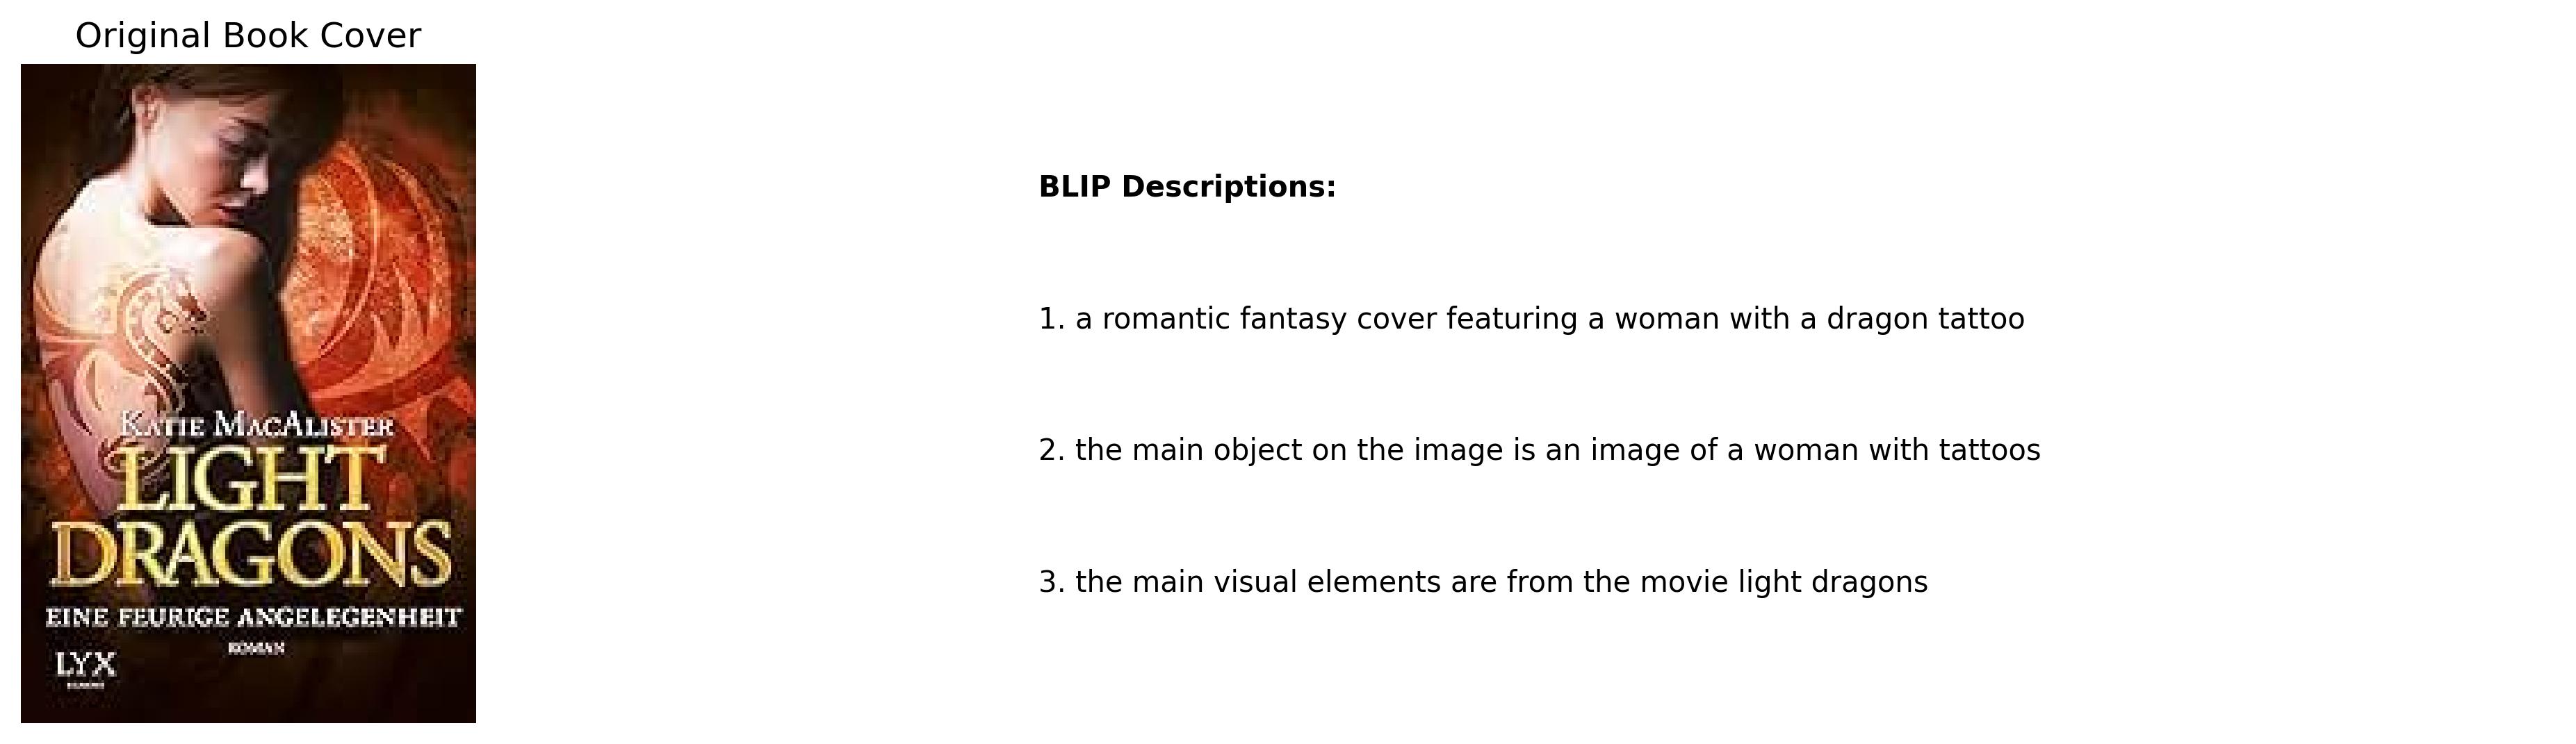 Original Book Cover
KATIE MACALISTER
LIGHT
DRAGONS
EINE FEURIGE ANGELEGENHEIT
ROMAN
LYX
BLIP Descriptions:
1. a romantic fantasy cover featuring a woman with a dragon tattoo
2. the main object on the image is an image of a woman with tattoos
3. the main visual elements are from the movie light dragons